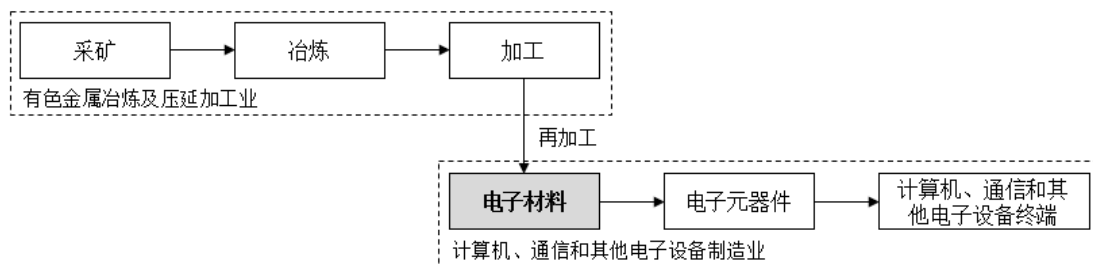 采矿
冶炼
加工
有色金属冶炼及压延加工业
再加工
电子材料
电子元器件
计算机、通信和其
他电子设备终端
计算机、通信和其他电子设备制造业